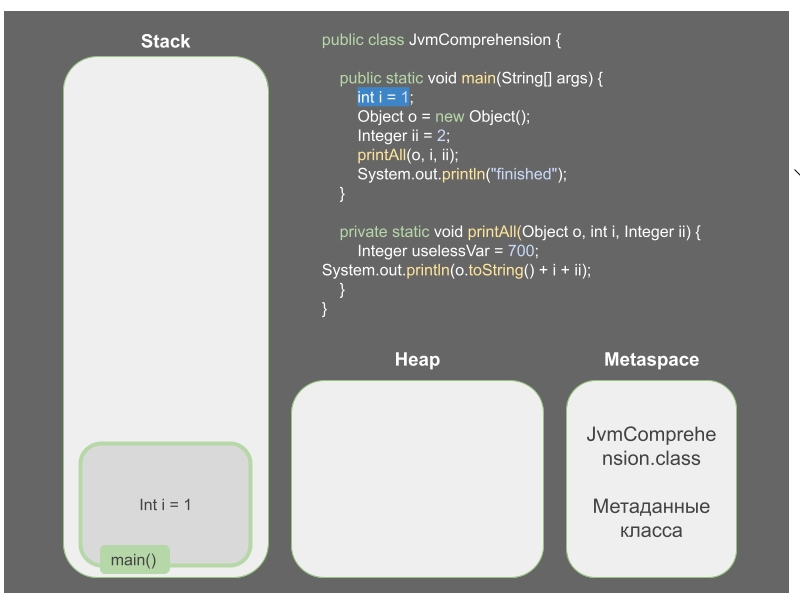 Stack
public class JvmComprehension {
public static void main(String[] args) {
int i = 1;
Object o = new Object();
Integer ii = 2;
printAll(o, i, ii);
System.out.println("finished");
}
private static void printAll(Object o, int i, Integer ii) {
Integer uselessVar = 700;
System.out.println(o.toString() + i + ii);
}
}
Heap
Metaspace
JvmComprehe
nsion.class
Метаданные
класса
Int i = 1
main()